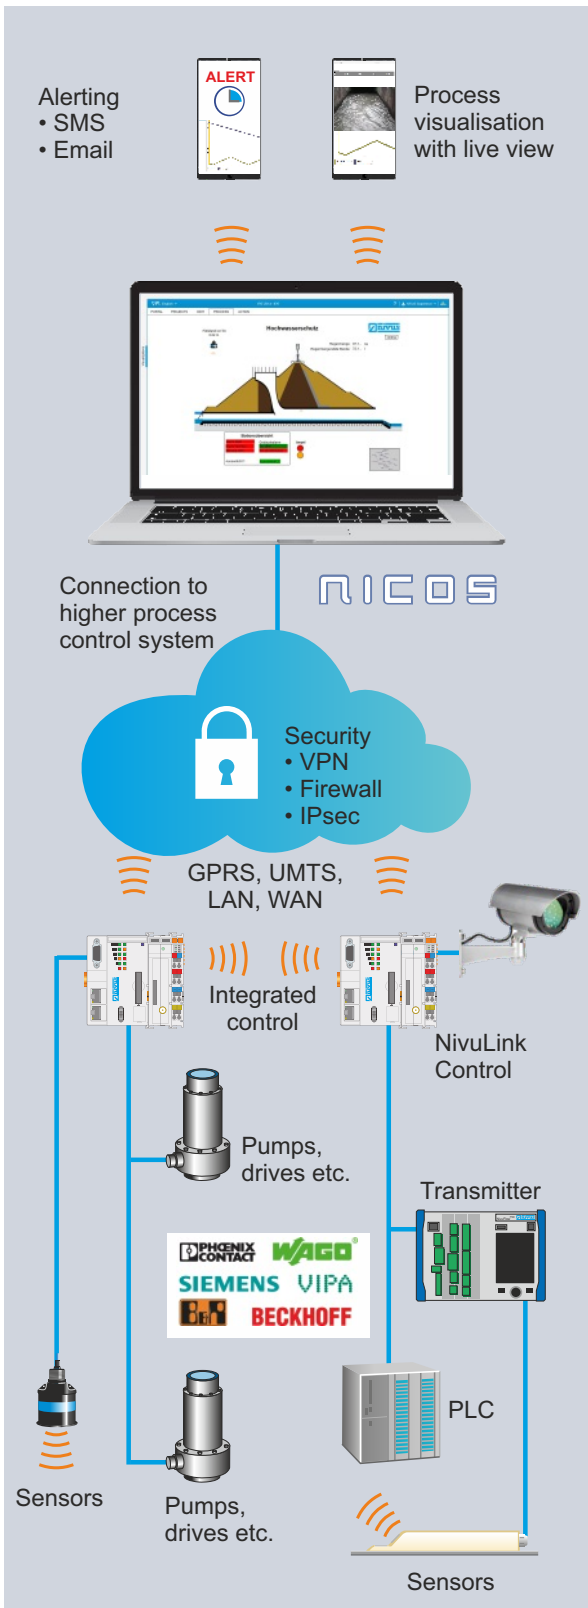 ALERT
Alerting
• SMS
• Email
Process
visualisation
with live view
Hochwasserschutz
nivus
Connection to
higher process
control system
NICOS
Security
• VPN
• Firewall
• IPsec
GPRS, UMTS,
LAN, WAN
Integrated
control
NivuLink
Control
Pumps,
drives etc.
Transmitter
PHŒNIX
CONTACT
WAGO®
SIEMENS
VIPA
B&R
BECKHOFF
PLC
Sensors
Pumps,
drives etc.
Sensors